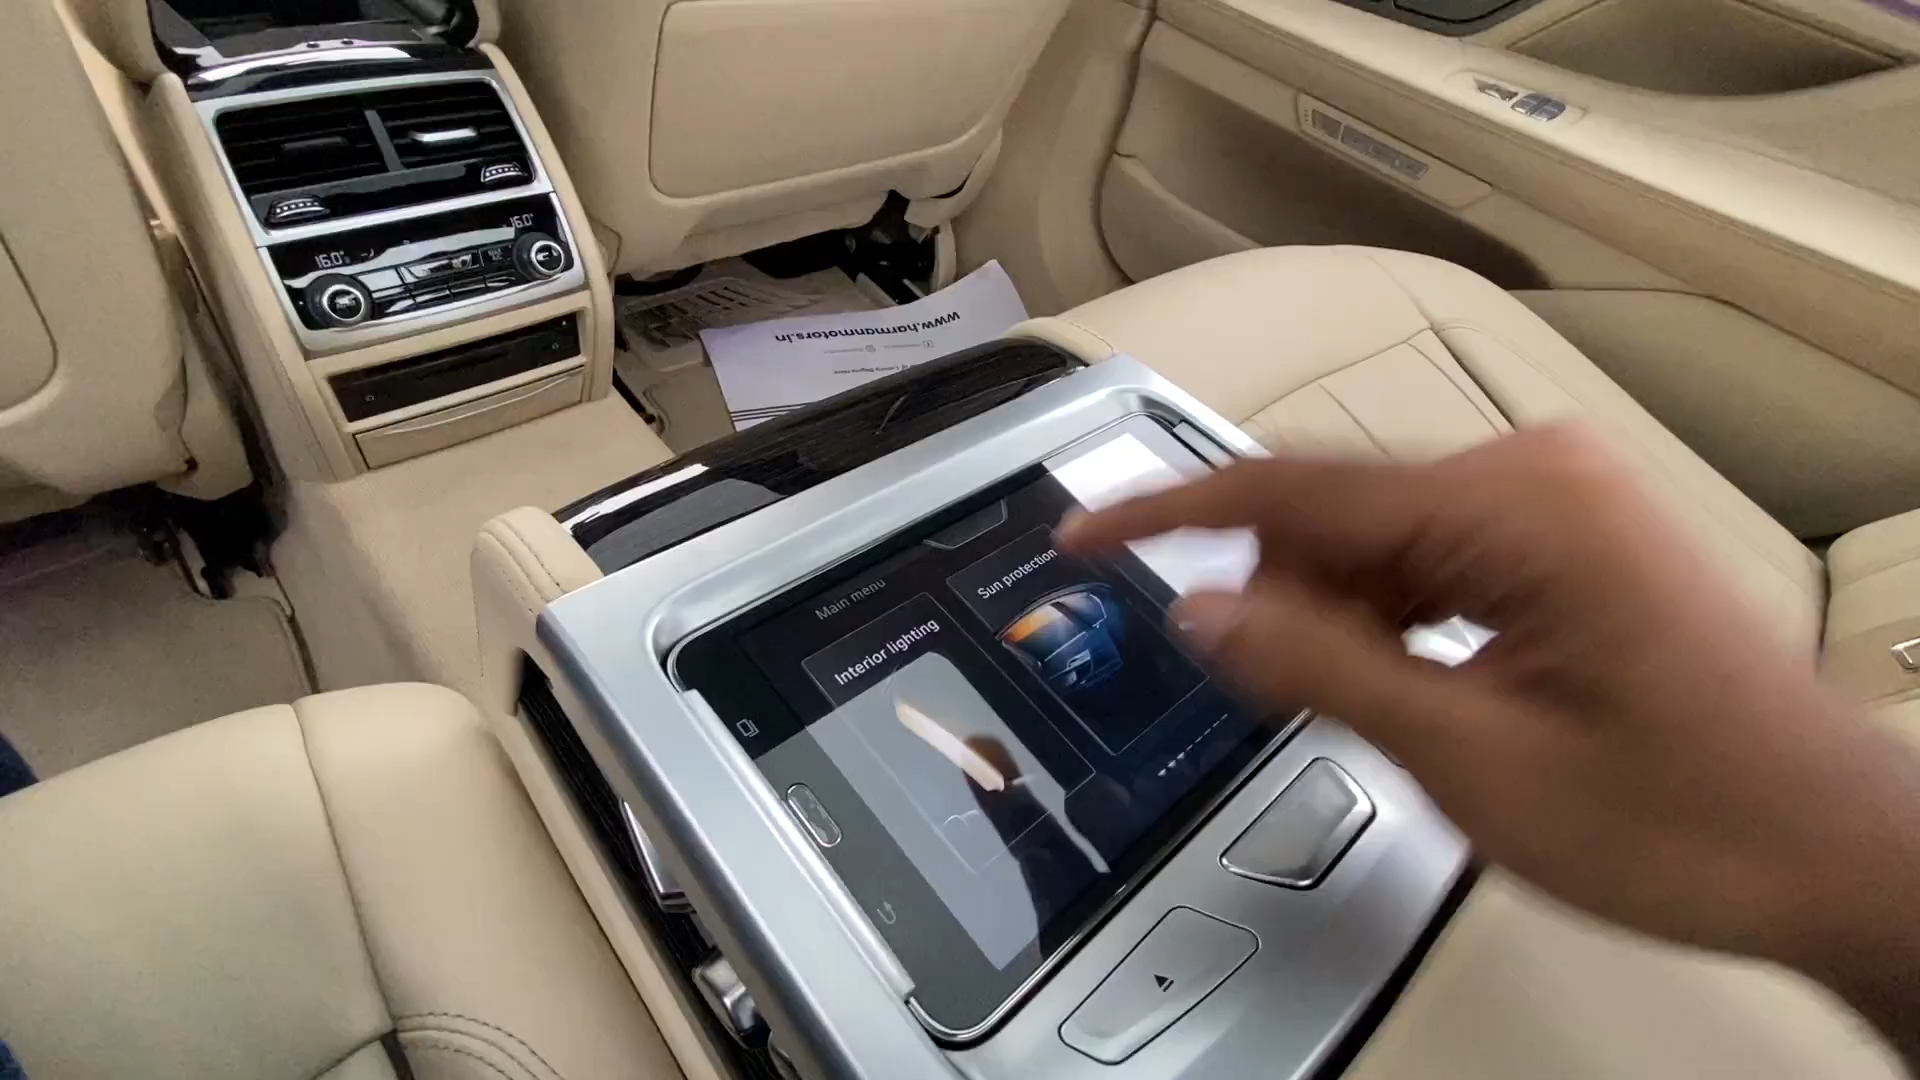 16.0°
16.0°
www.harmanmotors.in
Main menu
Interior lighting
Sun protection